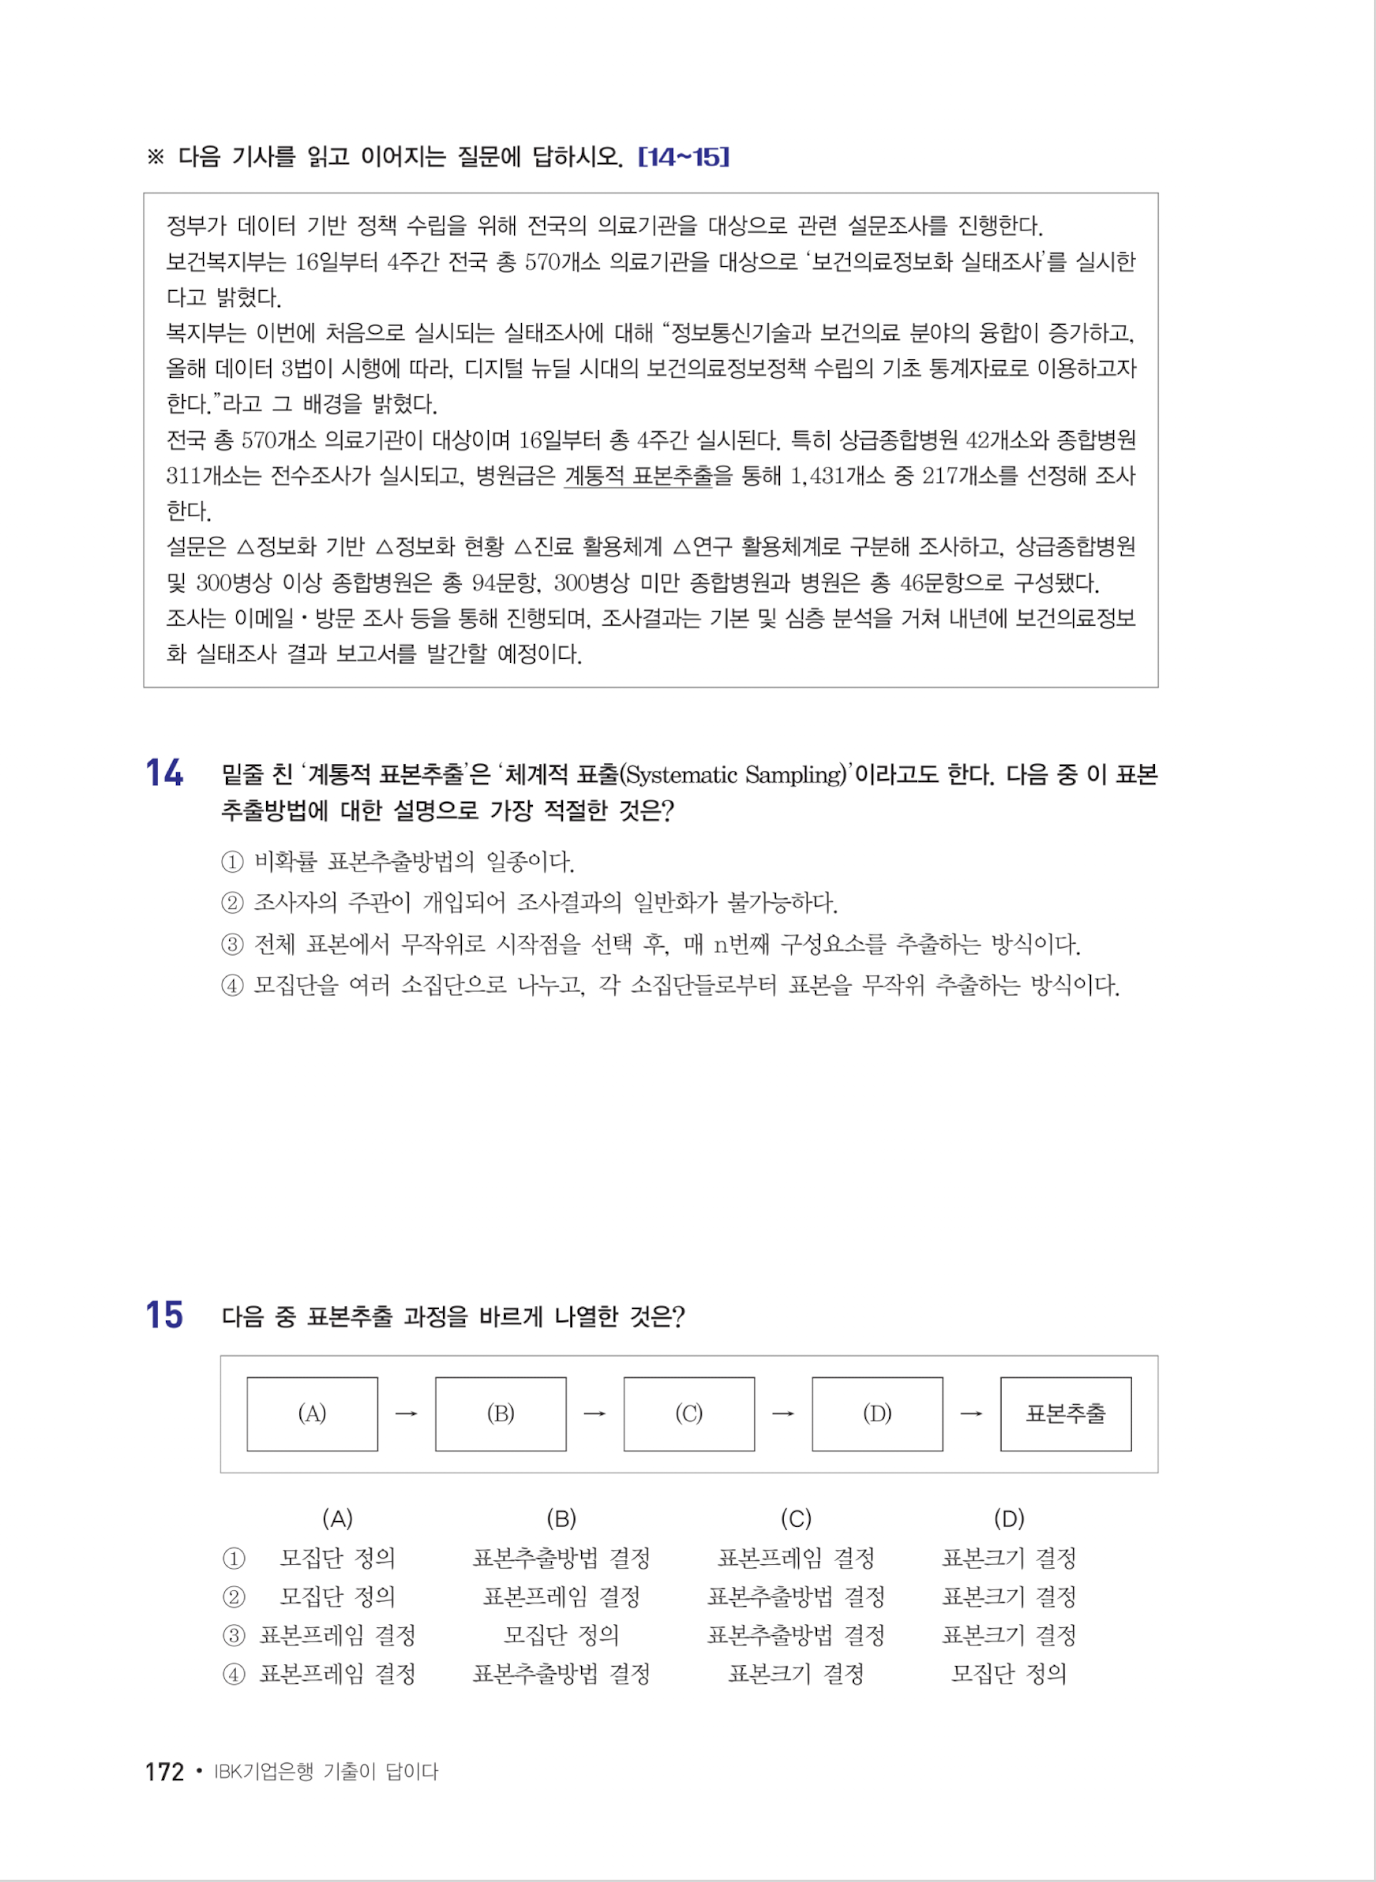 ※ 다음 기사를 읽고 이어지는 질문에 답하시오. [14~15]
정부가 데이터 기반 정책 수립을 위해 전국의 의료기관을 대상으로 관련 설문조사를 진행한다.
보건복지부는 16일부터 4주간 전국 총 570개소 의료기관을 대상으로 ‘보건의료정보화 실태조사’를 실시한
다고 밝혔다.
복지부는 이번에 처음으로 실시되는 실태조사에 대해 “정보통신기술과 보건의료 분야의 융합이 증가하고,
올해 데이터 3법이 시행에 따라, 디지털 뉴딜 시대의 보건의료정보정책 수립의 기초 통계자료로 이용하고자
한다.”라고 그 배경을 밝혔다.
전국 총 570개소 의료기관이 대상이며 16일부터 총 4주간 실시된다. 특히 상급종합병원 42개소와 종합병원
311개소는 전수조사가 실시되고, 병원급은 계통적 표본추출을 통해 1,431개소 중 217개소를 선정해 조사
한다.
설문은 △정보화 기반 △정보화 현황 △진료 활용체계 △연구 활용체계로 구분해 조사하고, 상급종합병원
및 300병상 이상 종합병원은 총 94문항, 300병상 미만 종합병원과 병원은 총 46문항으로 구성됐다.
조사는 이메일・방문 조사 등을 통해 진행되며, 조사결과는 기본 및 심층 분석을 거쳐 내년에 보건의료정보
화 실태조사 결과 보고서를 발간할 예정이다.
14 밑줄 친 ‘계통적 표본추출’은 ‘체계적 표출(Systematic Sampling)’이라고도 한다. 다음 중 이 표본
추출방법에 대한 설명으로 가장 적절한 것은?
① 비확률 표본추출방법의 일종이다.
② 조사자의 주관이 개입되어 조사결과의 일반화가 불가능하다.
③ 전체 표본에서 무작위로 시작점을 선택 후, 매 n번째 구성요소를 추출하는 방식이다.
④ 모집단을 여러 소집단으로 나누고, 각 소집단들로부터 표본을 무작위 추출하는 방식이다.
15 다음 중 표본추출 과정을 바르게 나열한 것은?
(A) → (B) → (C) → (D) → 표본추출
(A) (B) (C) (D)
① 모집단 정의 표본추출방법 결정 표본프레임 결정 표본크기 결정
② 모집단 정의 표본프레임 결정 표본추출방법 결정 표본크기 결정
③ 표본프레임 결정 모집단 정의 표본추출방법 결정 표본크기 결정
④ 표본프레임 결정 표본추출방법 결정 표본크기 결정 모집단 정의
172 • IBK기업은행 기출이 답이다